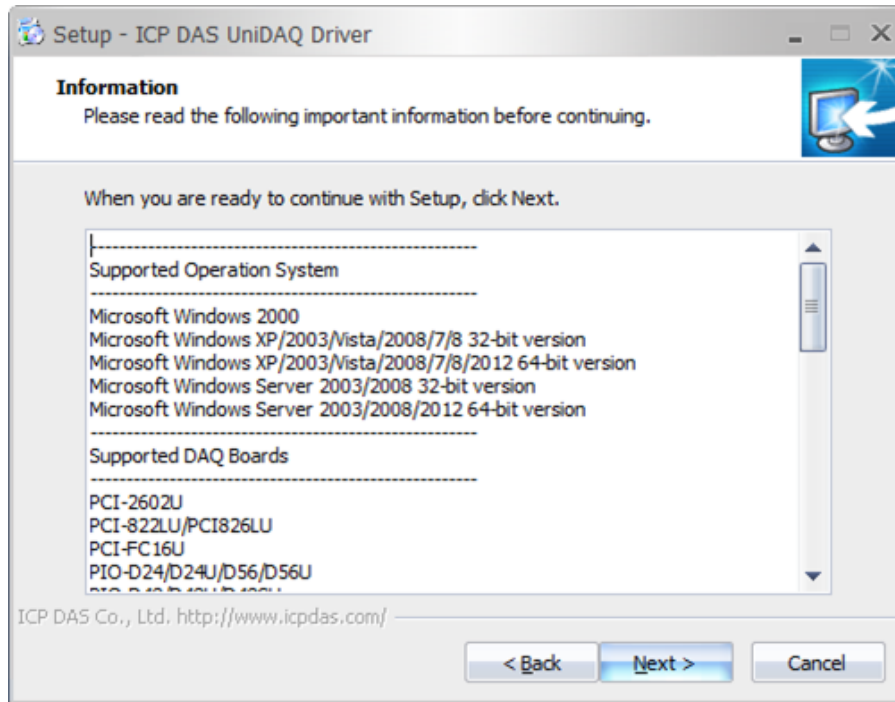 Setup - ICP DAS UniDAQ Driver
Information
Please read the following important information before continuing.
When you are ready to continue with Setup, click Next.
------------------------------------------------------
Supported Operation System
------------------------------------------------------
Microsoft Windows 2000
Microsoft Windows XP/2003/Vista/2008/7/8 32-bit version
Microsoft Windows XP/2003/Vista/2008/7/8/2012 64-bit version
Microsoft Windows Server 2003/2008 32-bit version
Microsoft Windows Server 2003/2008/2012 64-bit version
------------------------------------------------------
Supported DAQ Boards
------------------------------------------------------
PCI-2602U
PCI-822LU/PCI826LU
PCI-FC16U
PIO-D24/D24U/D56/D56U
ICP DAS Co., Ltd. http://www.icpdas.com/
< Back Next > Cancel